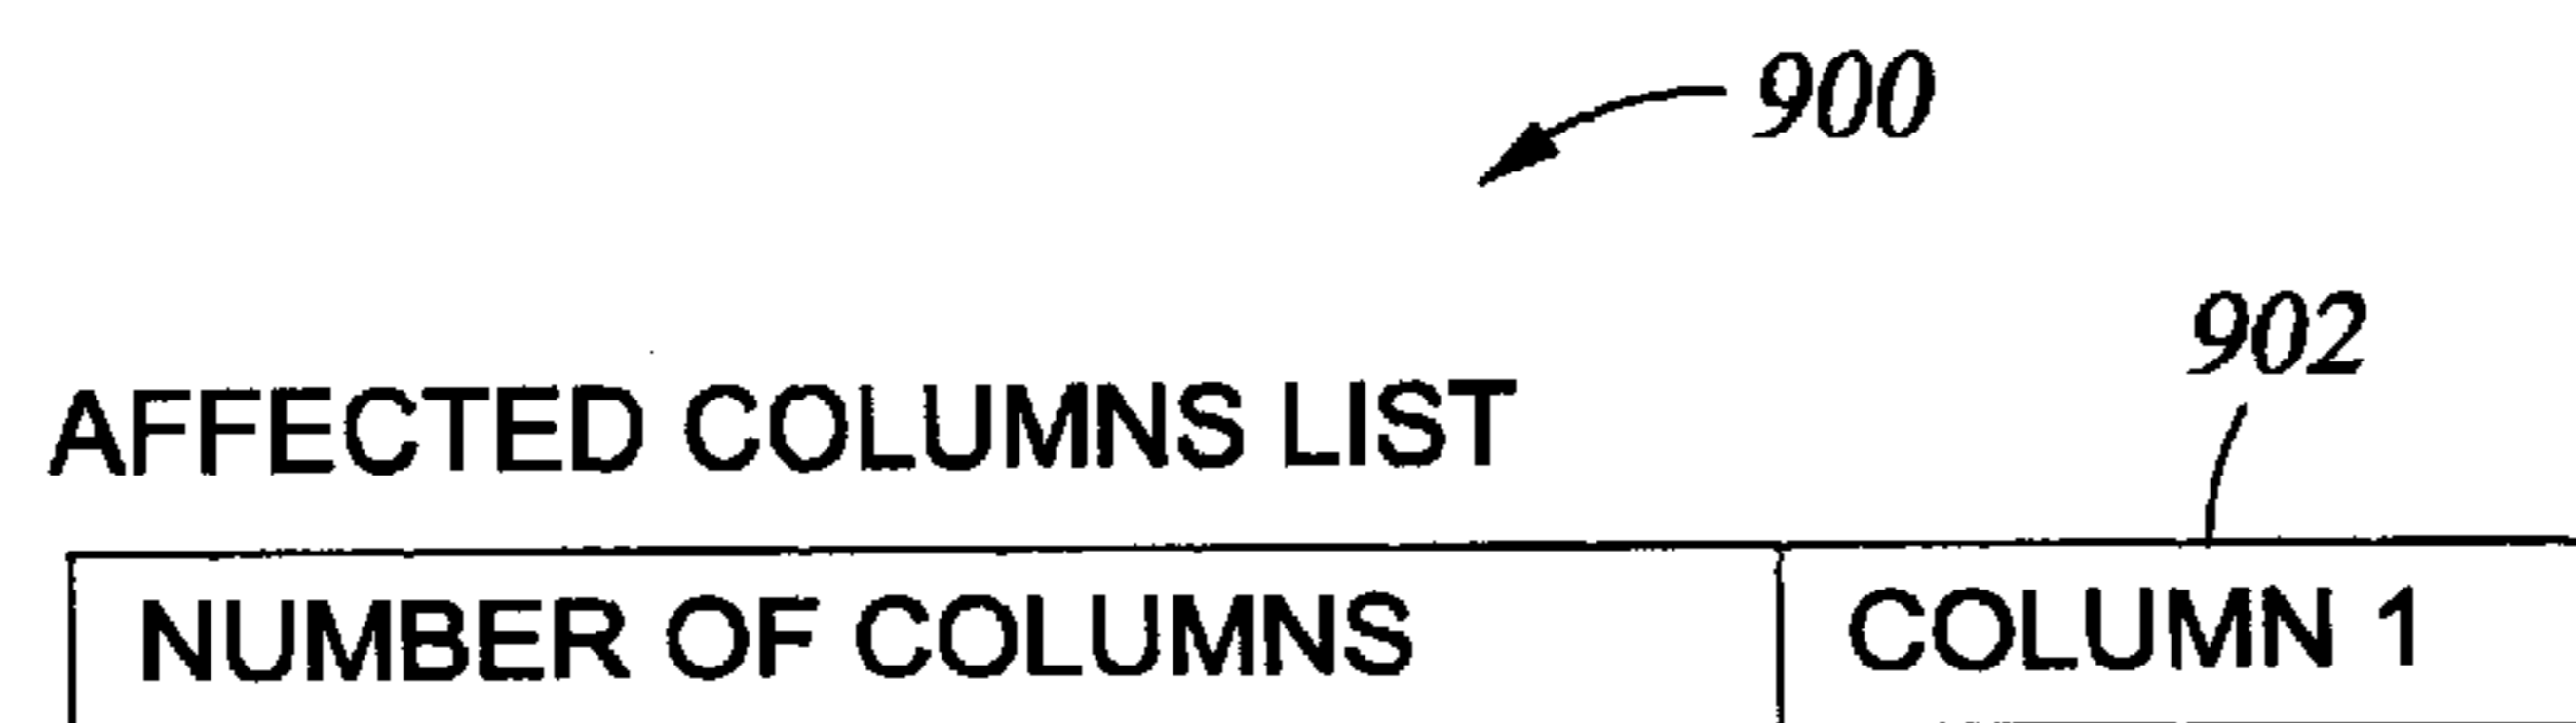 900
902
AFFECTED COLUMNS LIST
NUMBER OF COLUMNS
COLUMN 1